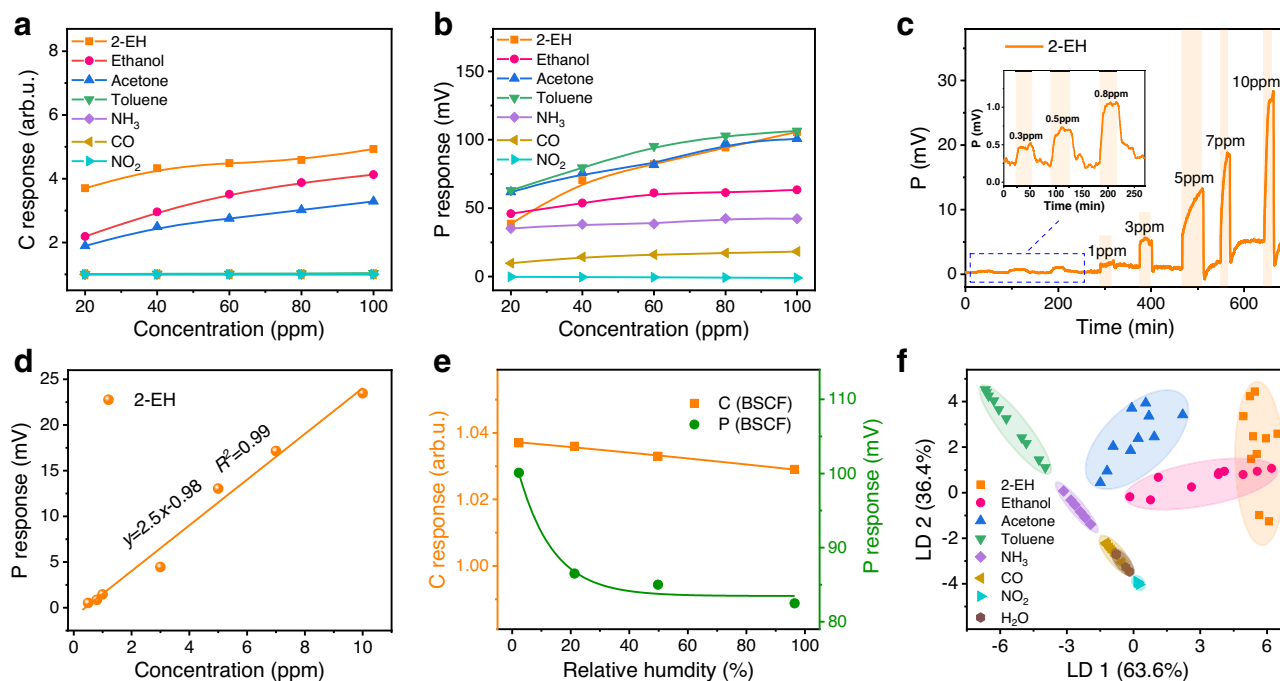 a
C response (arb.u.)
8
6
4
2
2-EH
Ethanol
Acetone
Toluene
NH₃
CO
NO₂
20 40 60 80 100
Concentration (ppm)
b
P response (mV)
150
100
50
0
2-EH
Ethanol
Acetone
Toluene
NH₃
CO
NO₂
20 40 60 80 100
Concentration (ppm)
c
P (mV)
30
20
10
0
2-EH
P (mV)
1.0
0.5
0.0
0.3ppm
0.5ppm
0.8ppm
0 100 200
Time (min)
1ppm
3ppm
5ppm
7ppm
10ppm
0 200 400 600
Time (min)
d
P response (mV)
25
20
15
10
5
0
2-EH
y=2.5x-0.98
R²=0.99
0 2 4 6 8 10
Concentration (ppm)
e
C response (arb.u.)
1.04
1.00
C (BSCF)
P (BSCF)
110
100
90
80
P response (mV)
0 20 40 60 80 100
Relative humidity (%)
f
LD 2 (36.4%)
4
2
0
-2
-4
2-EH
Ethanol
Acetone
Toluene
NH₃
CO
NO₂
H₂O
-6 -3 0 3 6
LD 1 (63.6%)